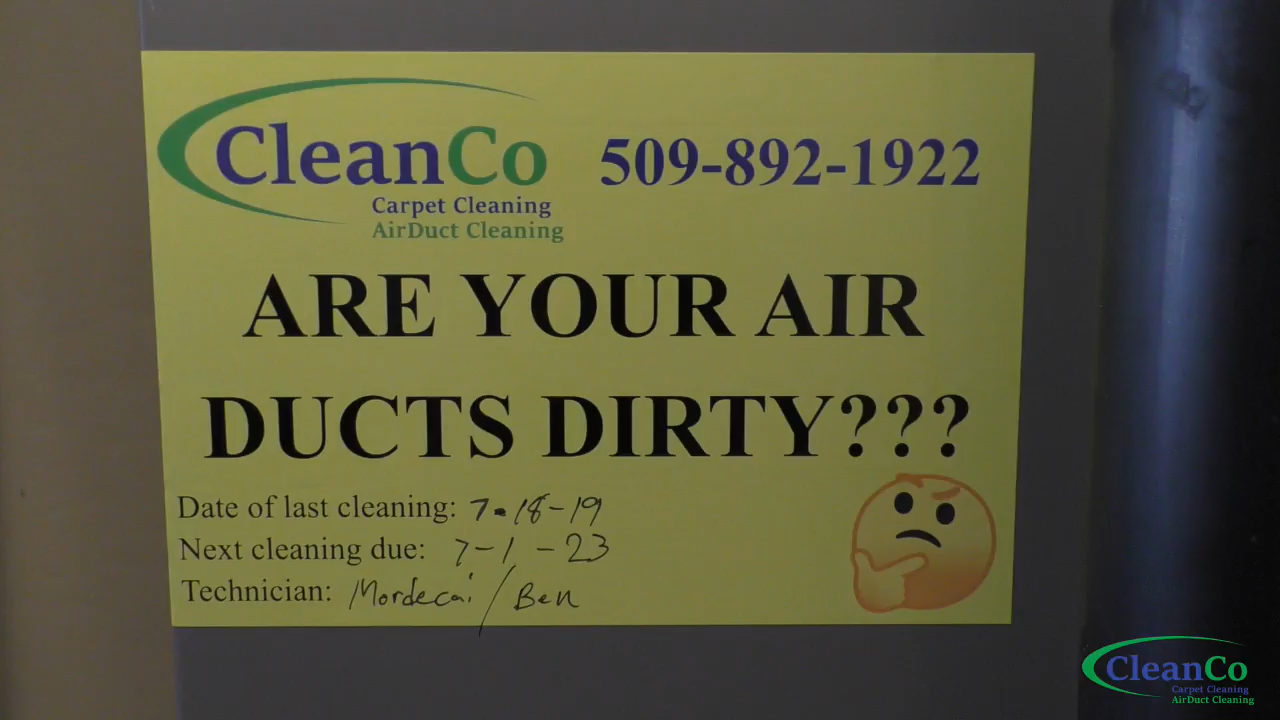 CleanCo 509-892-1922
Carpet Cleaning
AirDuct Cleaning
ARE YOUR AIR
DUCTS DIRTY???
Date of last cleaning: 7-18-19
Next cleaning due: 7-1-23
Technician: Mordecai / Ben
CleanCo
Carpet Cleaning
AirDuct Cleaning